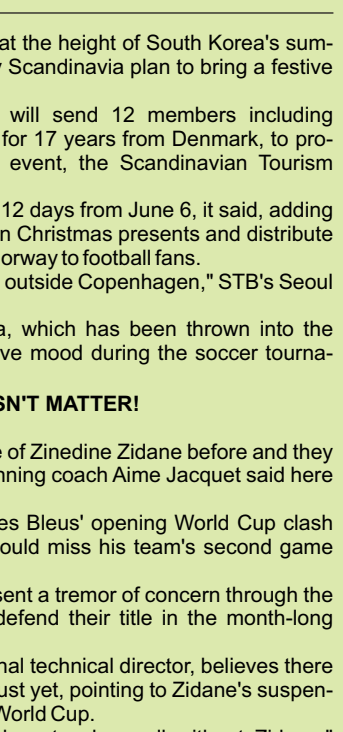 at the height of South Korea's sum-
Scandinavia plan to bring a festive
will send 12 members including
for 17 years from Denmark, to pro-
event, the Scandinavian Tourism
12 days from June 6, it said, adding
n Christmas presents and distribute
orway to football fans.
outside Copenhagen," STB's Seoul
a, which has been thrown into the
ve mood during the soccer tourna-
SN'T MATTER!
e of Zinedine Zidane before and they
nning coach Aime Jacquet said here
es Bleus' opening World Cup clash
ould miss his team's second game
sent a tremor of concern through the
defend their title in the month-long
nal technical director, believes there
ust yet, pointing to Zidane's suspen-
World Cup.